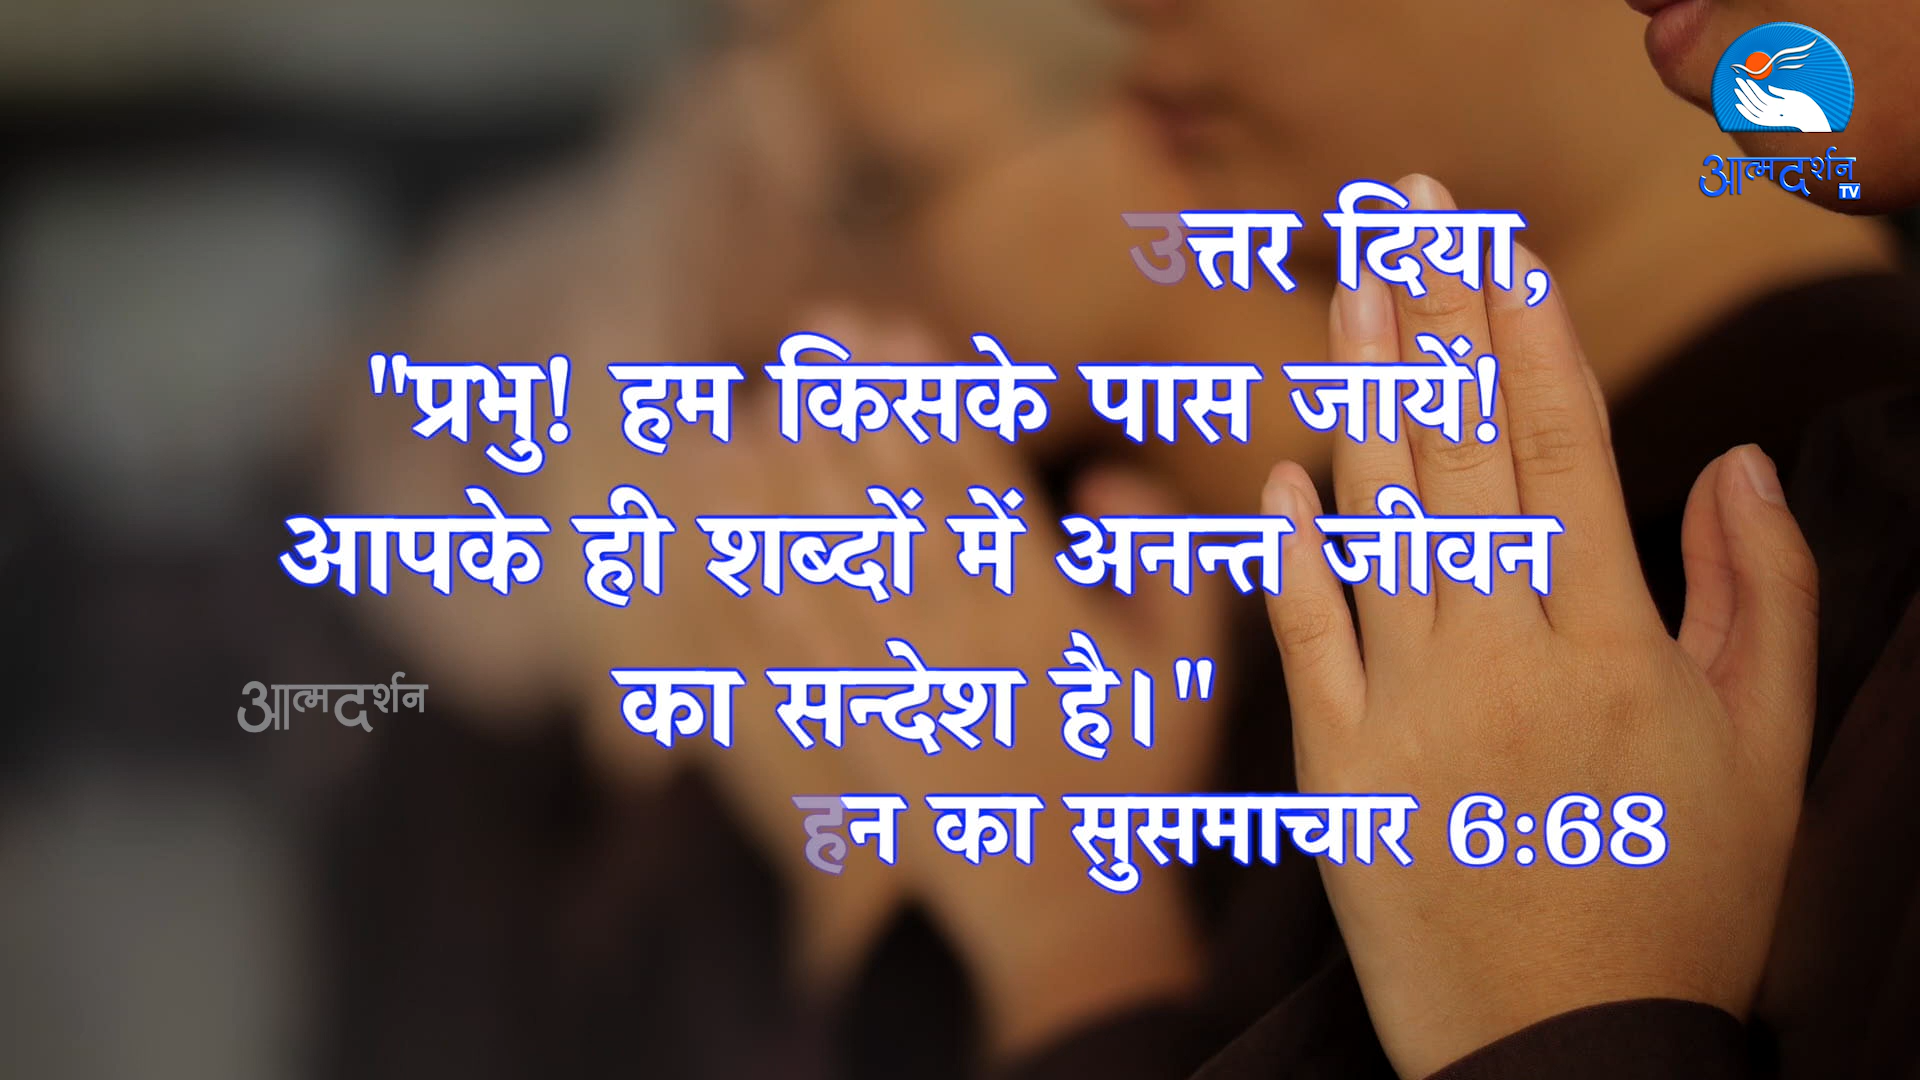 आत्मदर्शन
TV
उत्तर दिया,
"प्रभु! हम किसके पास जायें!
आपके ही शब्दों में अनन्त जीवन
का सन्देश है।"
आत्मदर्शन
हन का सुसमाचार 6:68